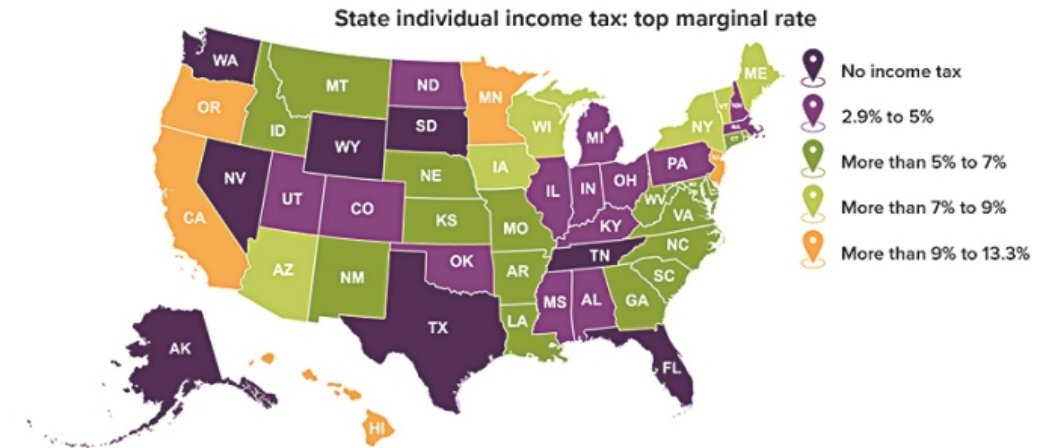 State individual income tax: top marginal rate
WA
MT
ND
MN
ME
OR
ID
SD
WI
VT
NH
WY
MI
NY
MA
CT
NV
NE
IA
PA
NJ
UT
CO
IL
IN
OH
CA
KS
MO
WV
VA
KY
AZ
NM
OK
AR
TN
NC
SC
MS
AL
GA
TX
LA
AK
FL
HI
No income tax
2.9% to 5%
More than 5% to 7%
More than 7% to 9%
More than 9% to 13.3%